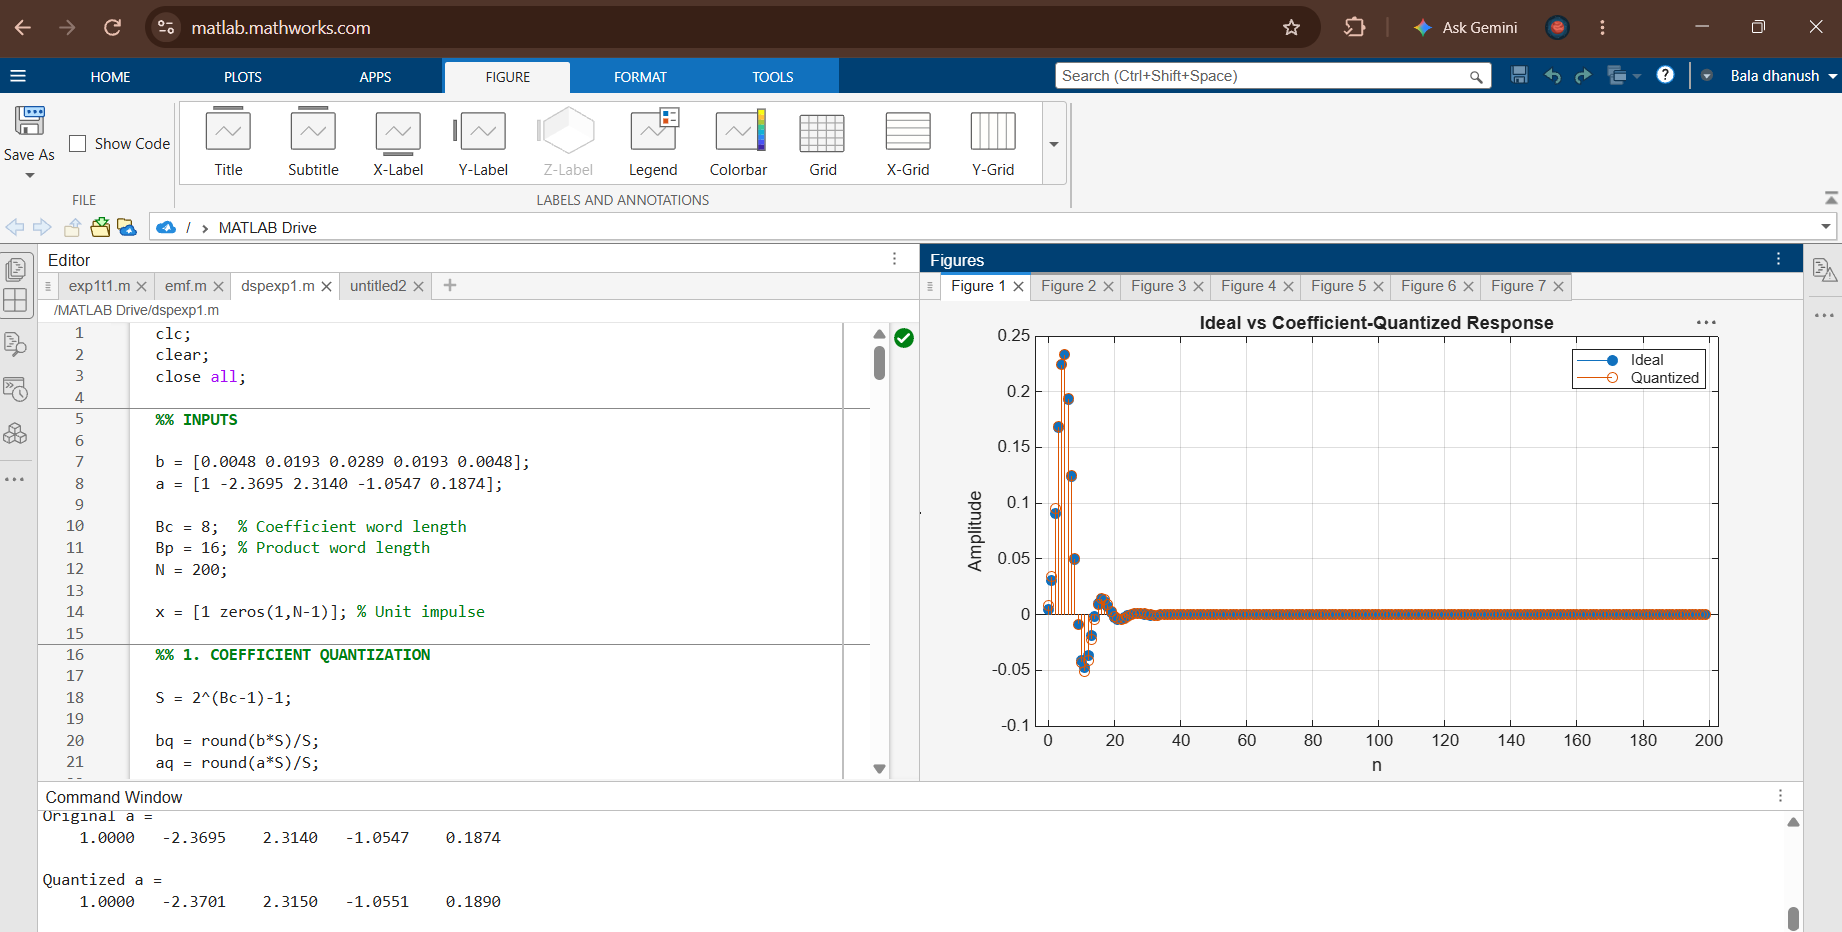 matlab.mathworks.com
Ask Gemini
HOME PLOTS APPS FIGURE FORMAT TOOLS
Search (Ctrl+Shift+Space)
Bala dhanush
Save As
Show Code
Title Subtitle X-Label Y-Label Z-Label Legend Colorbar Grid X-Grid Y-Grid
FILE
LABELS AND ANNOTATIONS
/ > MATLAB Drive
Editor
exp1t1.m emf.m dspexp1.m untitled2
/MATLAB Drive/dspexp1.m
1 clc;
2 clear;
3 close all;
4
5 %% INPUTS
6
7 b = [0.0048 0.0193 0.0289 0.0193 0.0048];
8 a = [1 -2.3695 2.3140 -1.0547 0.1874];
9
10 Bc = 8;  % Coefficient word length
11 Bp = 16; % Product word length
12 N = 200;
13
14 x = [1 zeros(1,N-1)]; % Unit impulse
15
16 %% 1. COEFFICIENT QUANTIZATION
17
18 S = 2^(Bc-1)-1;
19
20 bq = round(b*S)/S;
21 aq = round(a*S)/S;
Figures
Figure 1 Figure 2 Figure 3 Figure 4 Figure 5 Figure 6 Figure 7
Ideal vs Coefficient-Quantized Response
Ideal
Quantized
0.25
0.2
0.15
0.1
0.05
0
-0.05
-0.1
Amplitude
0 20 40 60 80 100 120 140 160 180 200
n
Command Window
Original a =
1.0000 -2.3695 2.3140 -1.0547 0.1874
Quantized a =
1.0000 -2.3701 2.3150 -1.0551 0.1890